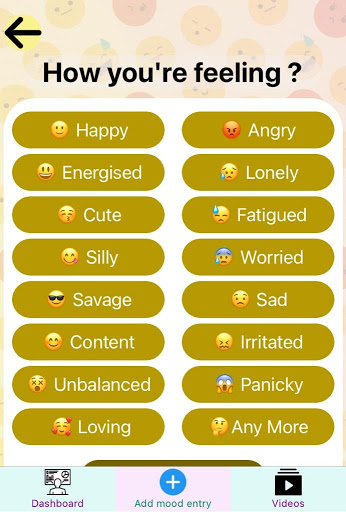 How you're feeling ?
🙂 Happy
😡 Angry
😃 Energised
😥 Lonely
😚 Cute
😓 Fatigued
😋 Silly
😰 Worried
😎 Savage
😟 Sad
😊 Content
😖 Irritated
😵 Unbalanced
😱 Panicky
🥰 Loving
🤔 Any More
Dashboard
Add mood entry
Videos